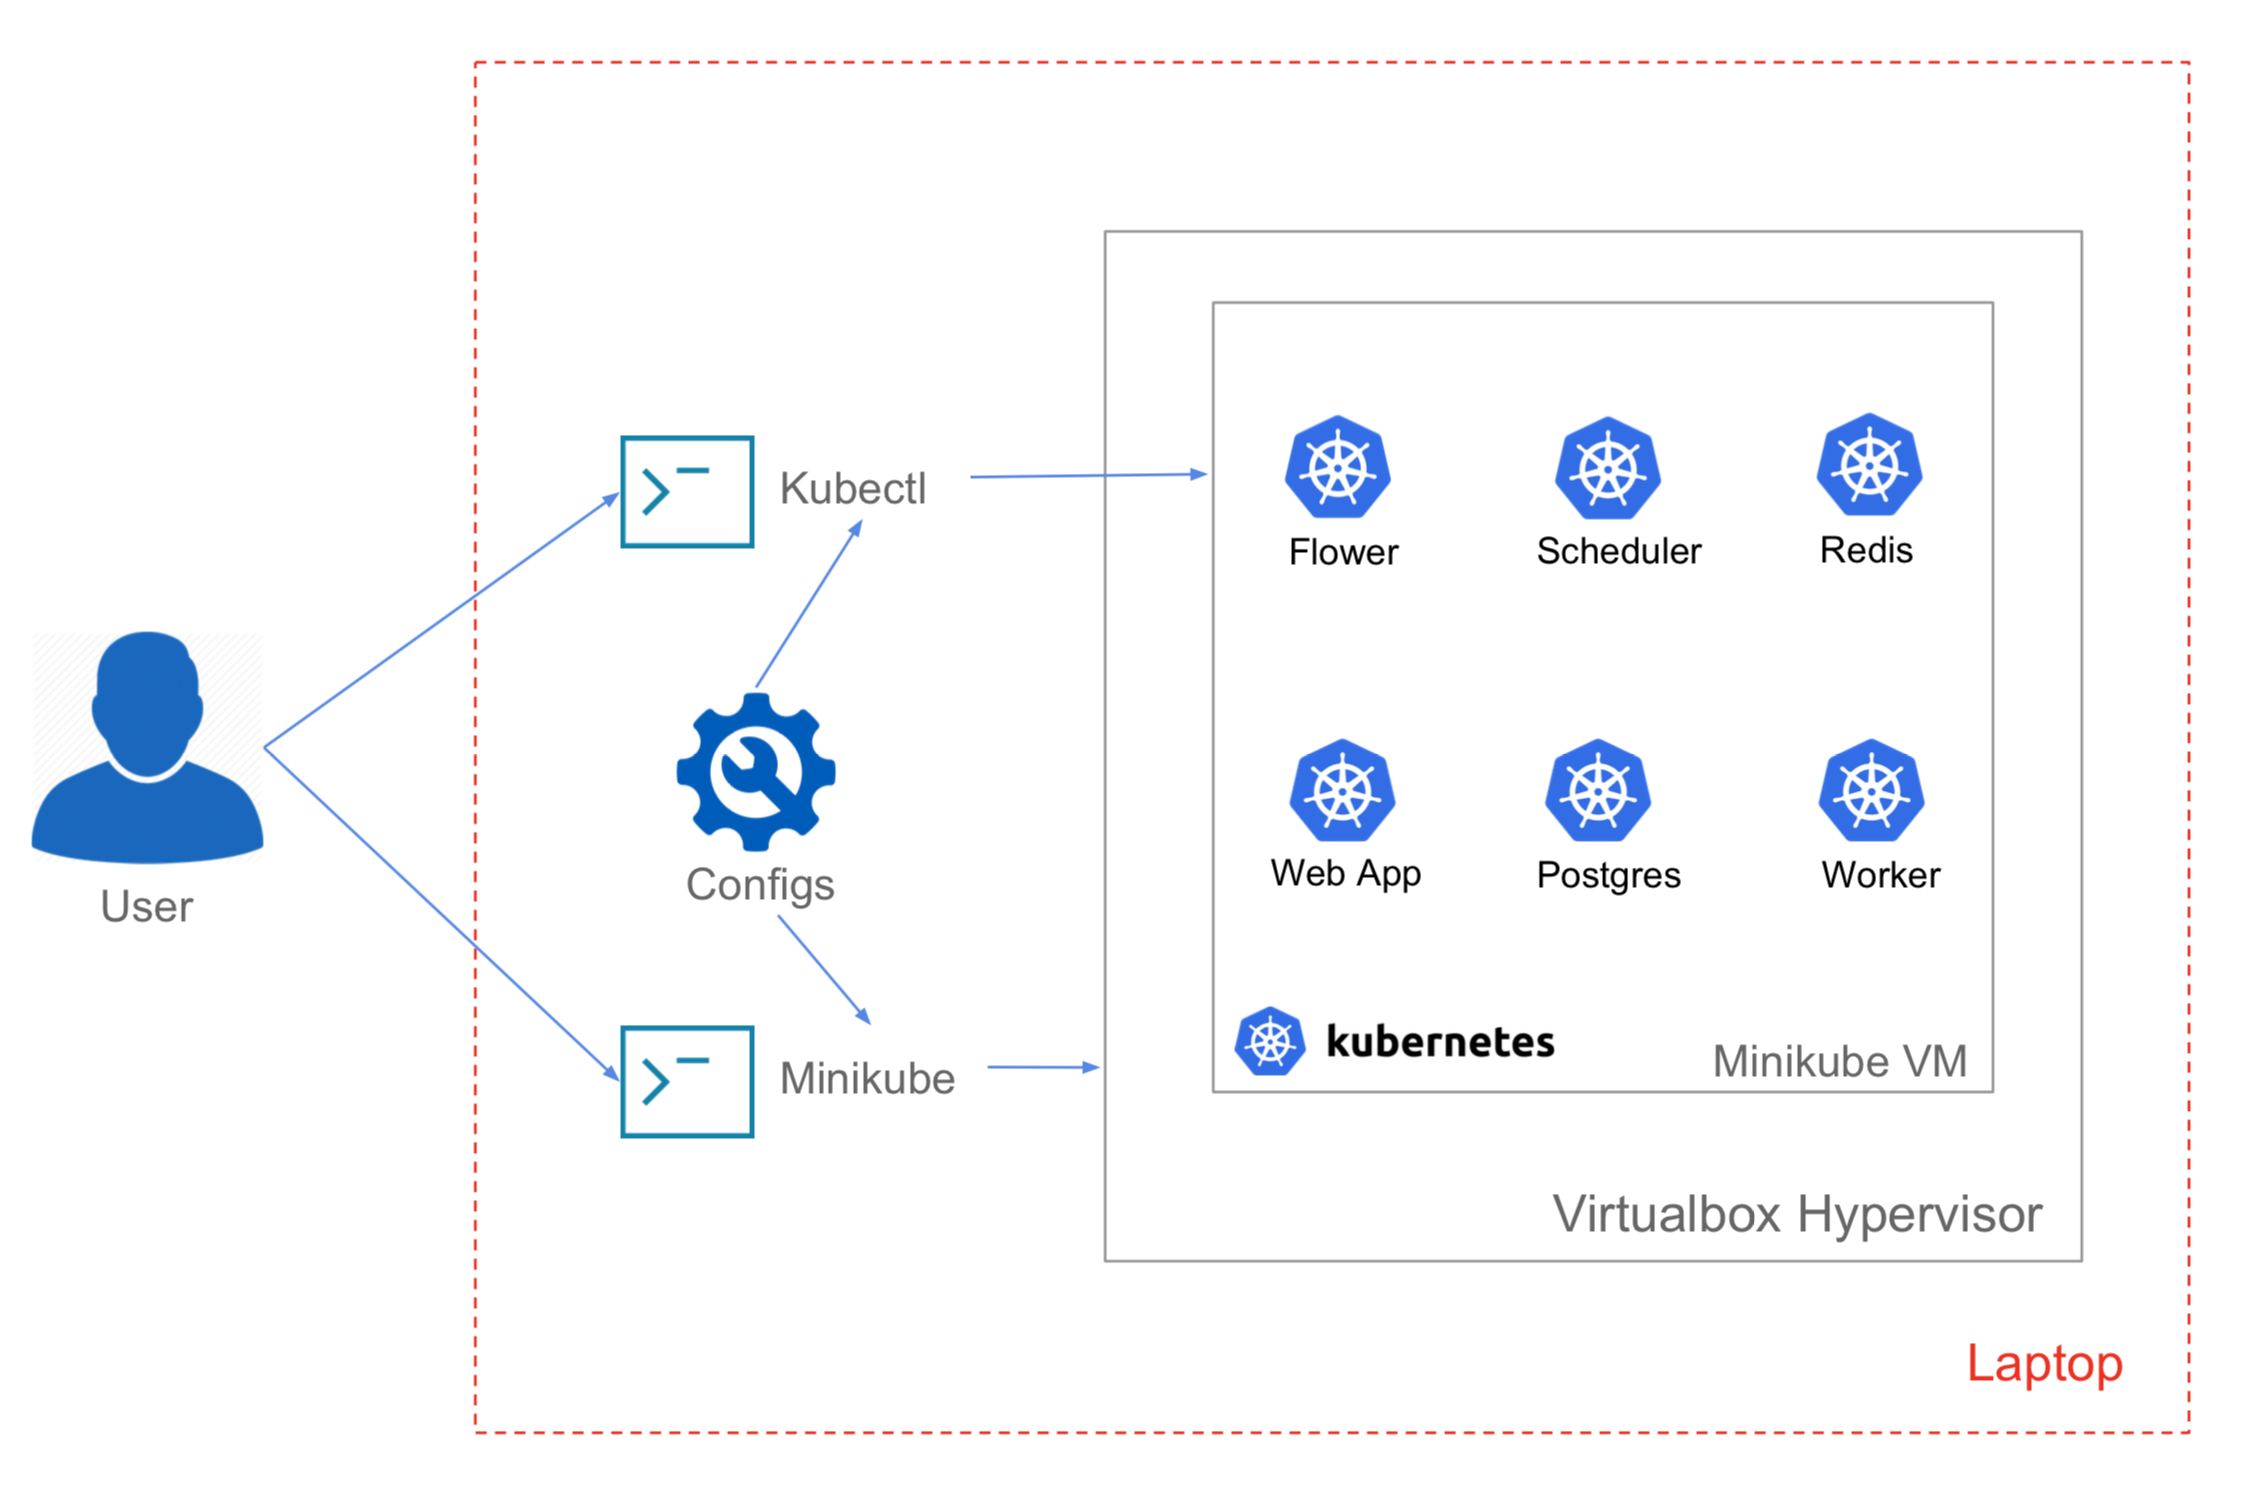 Kubectl
Flower
Scheduler
Redis
User
Configs
Web App
Postgres
Worker
Minikube
kubernetes
Minikube VM
Virtualbox Hypervisor
Laptop